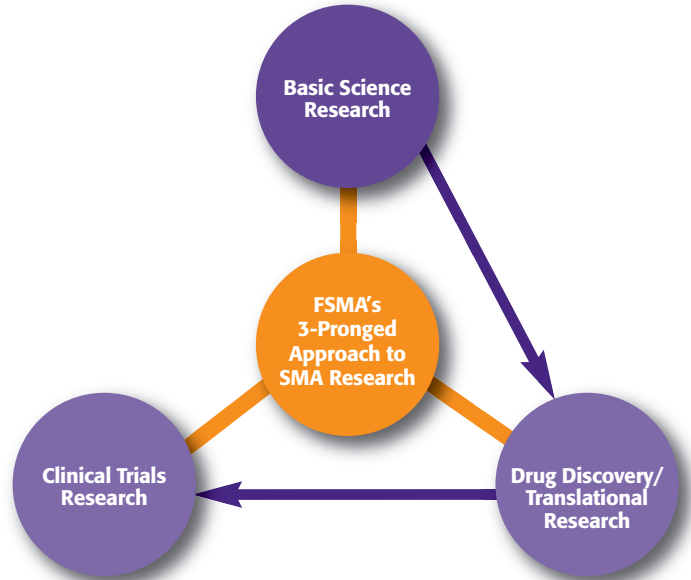 Basic Science
Research
FSMA's
3-Pronged
Approach to
SMA Research
Clinical Trials
Research
Drug Discovery/
Translational
Research